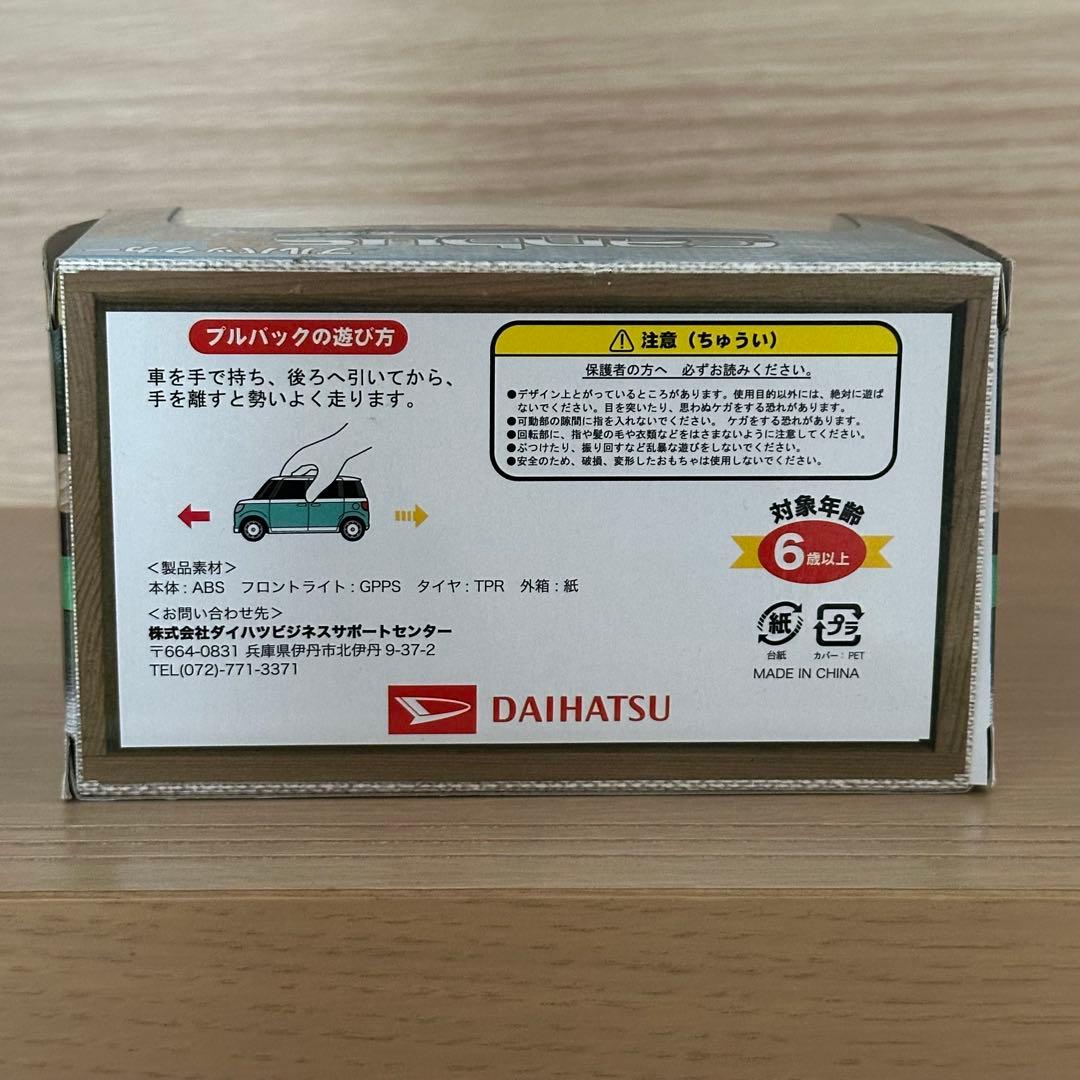 プルバックカー
Canbus
プルバックの遊び方
車を手で持ち、後ろへ引いてから、
手を離すと勢いよく走ります。
<製品素材>
本体：ABS　フロントライト：GPPS　タイヤ：TPR　外箱：紙
<お問い合わせ先>
株式会社ダイハツビジネスサポートセンター
〒664-0831 兵庫県伊丹市北伊丹 9-37-2
TEL(072)-771-3371
注意（ちゅうい）
保護者の方へ　必ずお読みください。
●デザイン上とがっているところがあります。使用目的以外には、絶対に遊ば
ないでください。目を突いたり、思わぬケガをする恐れがあります。
●可動部の隙間に指を入れないでください。 ケガをする恐れがあります。
●回転部に、指や髪の毛や衣類などをはさまないように注意してください。
●ぶつけたり、振り回すなど乱暴な遊びをしないでください。
●安全のため、破損、変形したおもちゃは使用しないでください。
対象年齢
6歳以上
紙
台紙
プラ
カバー：PET
MADE IN CHINA
DAIHATSU